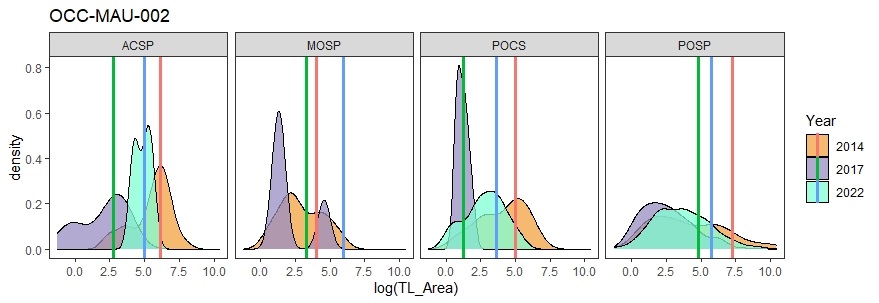 OCC-MAU-002
ACSP MOSP POCS POSP
0.8
0.6
0.4
0.2
0.0
density
0.0 2.5 5.0 7.5 10.0 0.0 2.5 5.0 7.5 10.0 0.0 2.5 5.0 7.5 10.0 0.0 2.5 5.0 7.5 10.0
log(TL_Area)
Year
2014
2017
2022